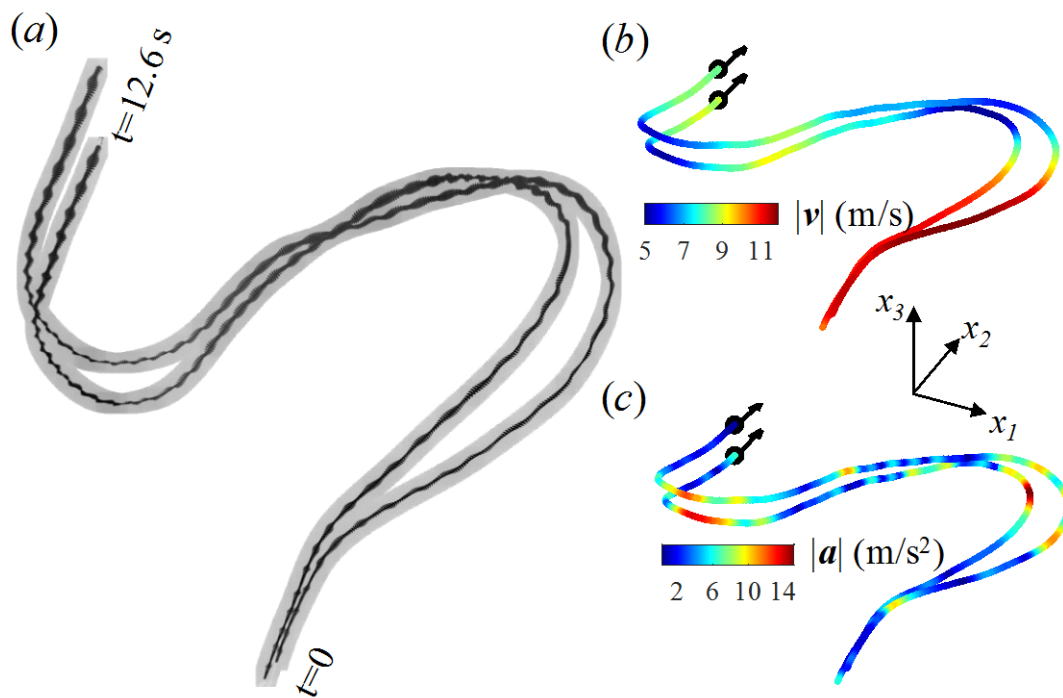 (a)
t=12.6 s
t=0
(b)
|v| (m/s)
5 7 9 11
x3
x2
x1
(c)
|a| (m/s²)
2 6 10 14